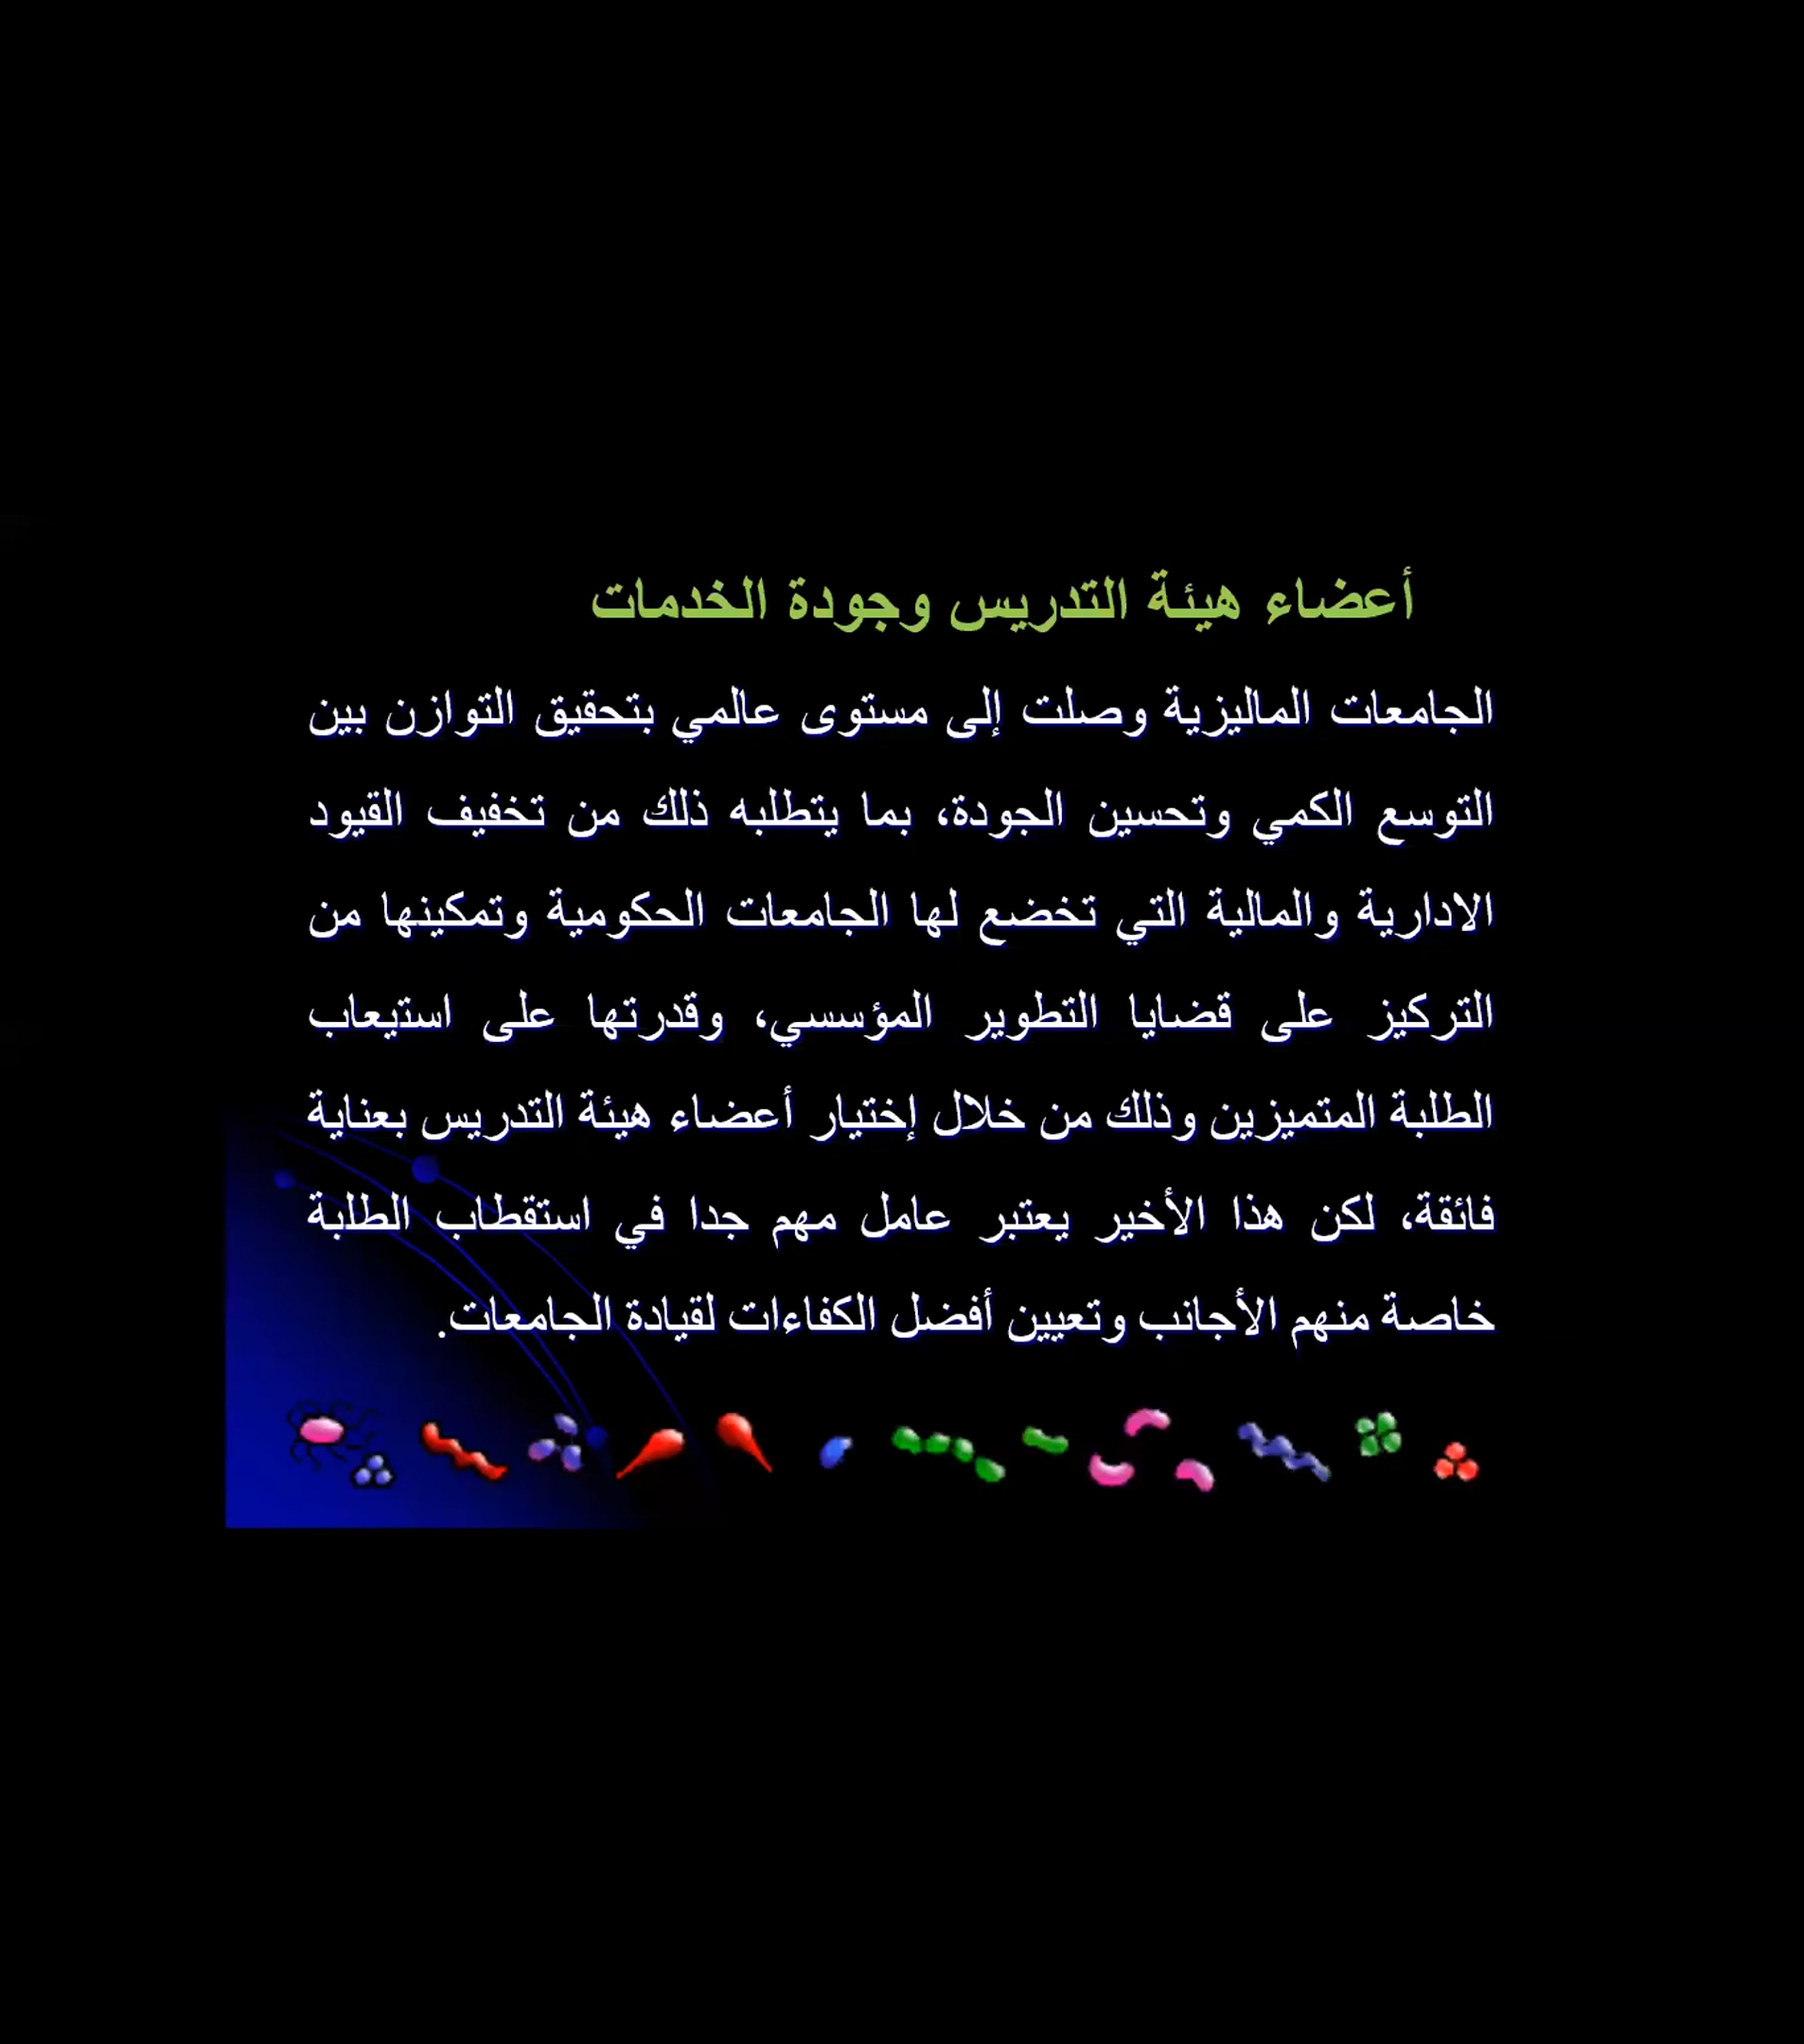 أعضاء هيئة التدريس وجودة الخدمات
الجامعات الماليزية وصلت إلى مستوى عالمي بتحقيق التوازن بين
التوسع الكمي وتحسين الجودة، بما يتطلبه ذلك من تخفيف القيود
الادارية والمالية التي تخضع لها الجامعات الحكومية وتمكينها من
التركيز على قضايا التطوير المؤسسي، وقدرتها على استيعاب
الطلبة المتميزين وذلك من خلال إختيار أعضاء هيئة التدريس بعناية
فائقة، لكن هذا الأخير يعتبر عامل مهم جدا في استقطاب الطلبة
خاصة منهم الأجانب وتعيين أفضل الكفاءات لقيادة الجامعات.